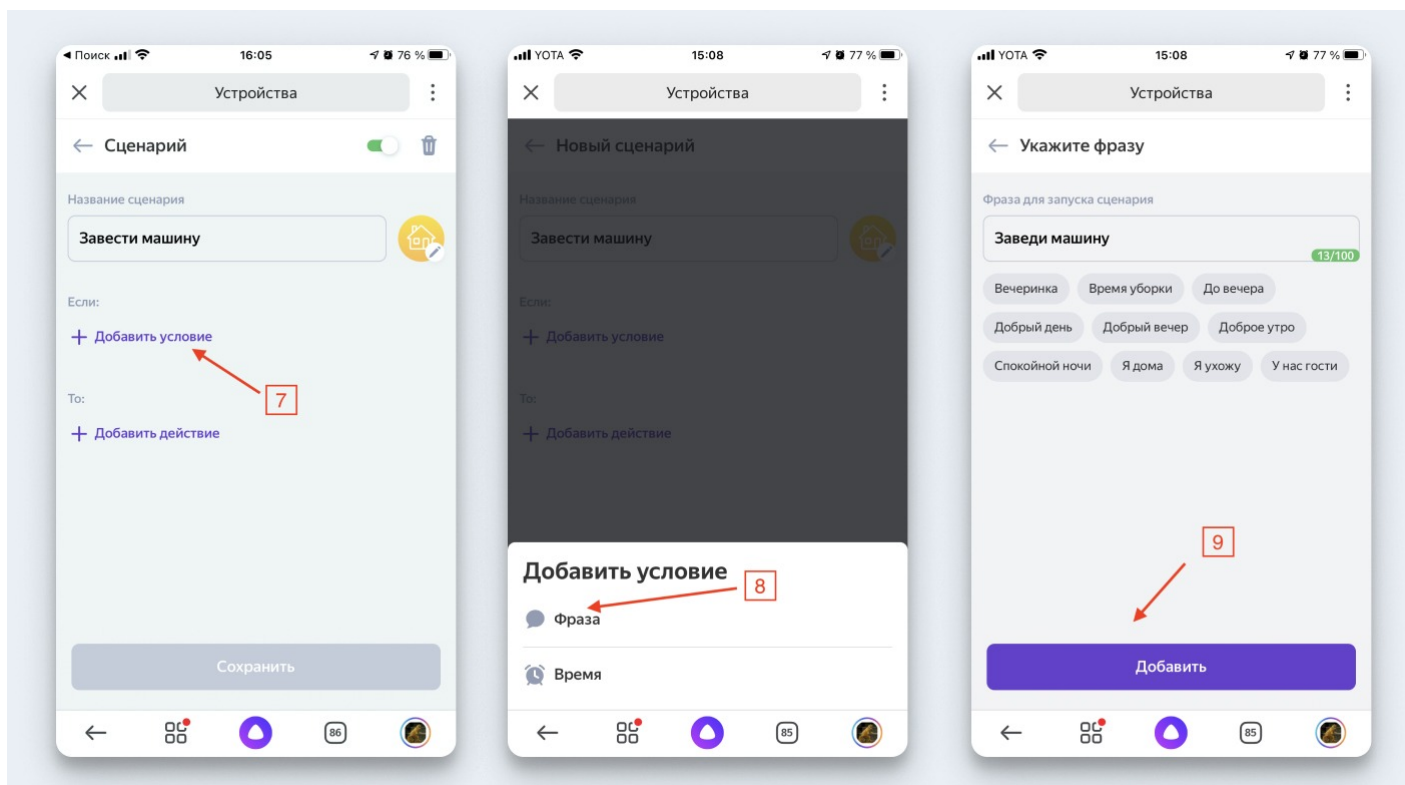 Поиск 16:05 76 %
Устройства
Сценарий
Название сценария
Завести машину
Если:
+ Добавить условие
7
То:
+ Добавить действие
Сохранить
86
YOTA 15:08 77 %
Устройства
Новый сценарий
Название сценария
Завести машину
Если:
+ Добавить условие
То:
+ Добавить действие
Добавить условие
8
Фраза
Время
85
YOTA 15:08 77 %
Устройства
Укажите фразу
Фраза для запуска сценария
Заведи машину
13/100
Вечеринка Время уборки До вечера
Добрый день Добрый вечер Доброе утро
Спокойной ночи Я дома Я ухожу У нас гости
9
Добавить
85